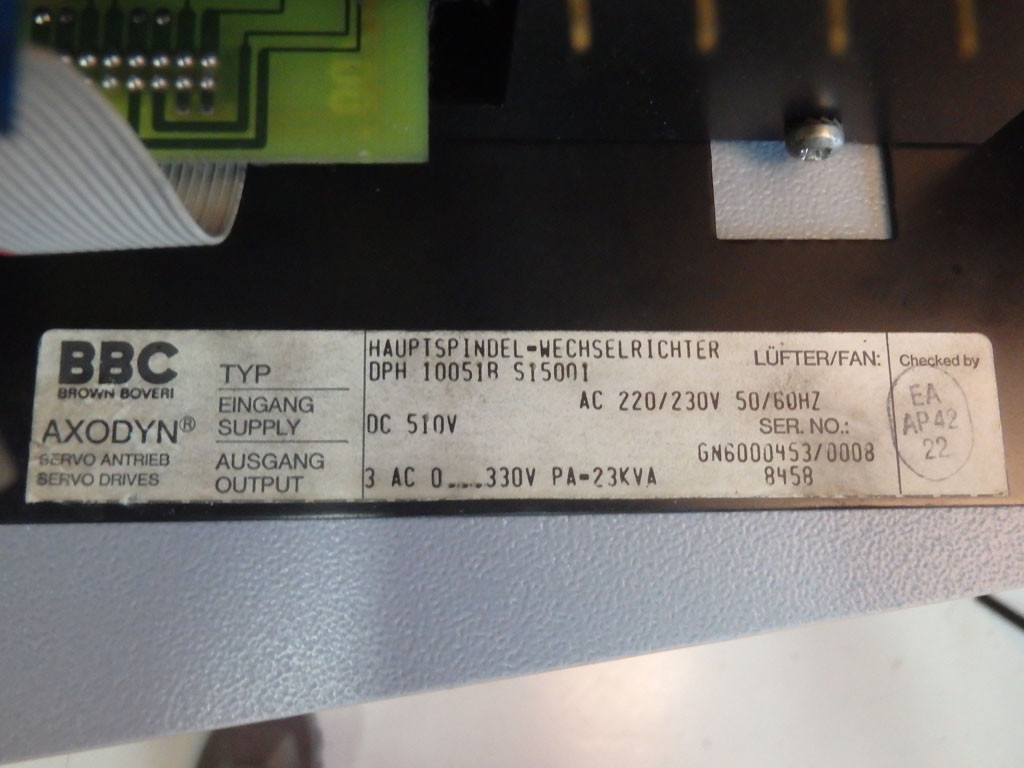 BBC
BROWN BOVERI
AXODYN®
SERVO ANTRIEB
SERVO DRIVES
TYP
EINGANG
SUPPLY
AUSGANG
OUTPUT
HAUPTSPINDEL-WECHSELRICHTER
DPH 10051R S15001
DC 510V
3 AC 0....330V PA=23KVA
LÜFTER/FAN:
AC 220/230V 50/60HZ
SER. NO.:
GN6000453/0008
8458
Checked by
EA
AP 42
22